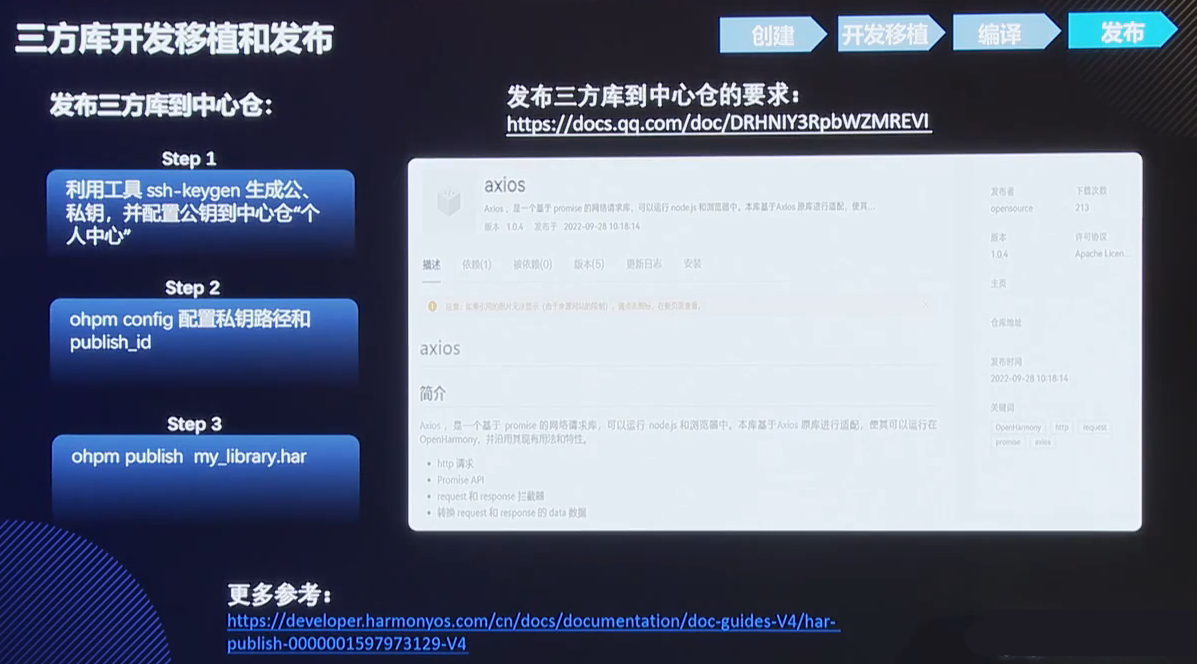 三方库开发移植和发布
创建
开发移植
编译
发布
发布三方库到中心仓：
Step 1
利用工具 ssh-keygen 生成公、
私钥，并配置公钥到中心仓“个
人中心”
Step 2
ohpm config 配置私钥路径和
publish_id
Step 3
ohpm publish my_library.har
发布三方库到中心仓的要求：
https://docs.qq.com/doc/DRHNlY3RpbWZMREVI
axios
Axios ，是一个基于 promise 的网络请求库，可以运行 node.js 和浏览器中。本库基于Axios 原库进行适配，使其...
版本 1.0.4 发布于 2022-09-28 10:18:14
描述 依赖(1) 被依赖(0) 版本(5) 更新日志 安装
axios
简介
Axios ，是一个基于 promise 的网络请求库，可以运行 node.js 和浏览器中。本库基于Axios 原库进行适配，使其可以运行在
OpenHarmony，并沿用其现有用法和特性。
http 请求
Promise API
request 和 response 拦截器
转换 request 和 response 的 data 数据
发布者 下载次数
opensource 213
版本 许可协议
1.0.4 Apache Licen...
主页
仓库地址
发布时间
2022-09-28 10:18:14
关键词
OpenHarmony http request
promise axios
更多参考：
https://developer.harmonyos.com/cn/docs/documentation/doc-guides-V4/har-
publish-0000001597973129-V4